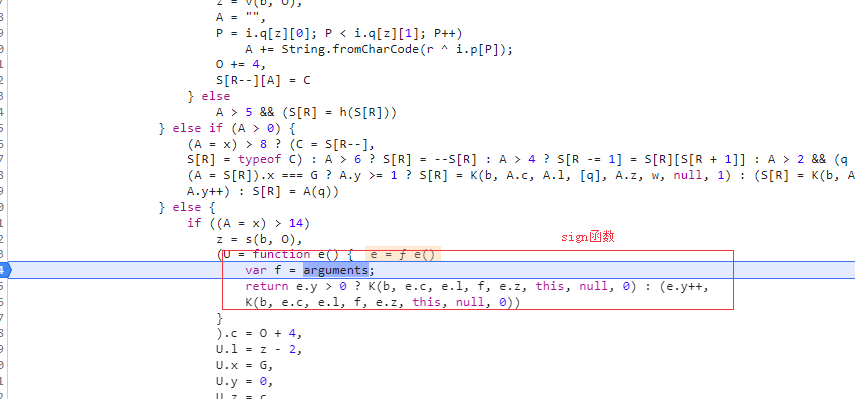 z = v(b, O),
A = "",
P = i.q[z][0]; P < i.q[z][1]; P++)
A += String.fromCharCode(r ^ i.p[P]);
O += 4,
S[R--][A] = C
} else
A > 5 && (S[R] = h(S[R]))
} else if (A > 0) {
(A = x) > 8 ? (C = S[R--],
S[R] = typeof C) : A > 6 ? S[R] = --S[R] : A > 4 ? S[R -= 1] = S[R][S[R + 1]] : A > 2 && (q
(A = S[R]).x === G ? A.y >= 1 ? S[R] = K(b, A.c, A.l, [q], A.z, w, null, 1) : (S[R] = K(b, A
A.y++) : S[R] = A(q))
} else {
if ((A = x) > 14)
z = s(b, O),
sign函数
(U = function e() { e = ƒ e()
var f = arguments;
return e.y > 0 ? K(b, e.c, e.l, f, e.z, this, null, 0) : (e.y++,
K(b, e.c, e.l, f, e.z, this, null, 0))
}
).c = O + 4,
U.l = z - 2,
U.x = G,
U.y = 0,
U.z = c